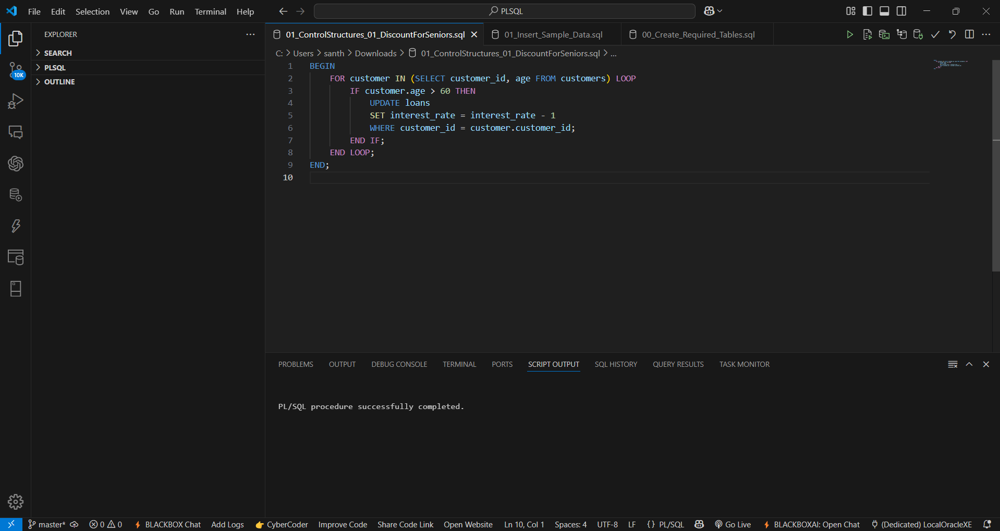 File Edit Selection View Go Run Terminal Help PLSQL
EXPLORER
SEARCH
PLSQL
OUTLINE
10K
01_ControlStructures_01_DiscountForSeniors.sql 01_Insert_Sample_Data.sql 00_Create_Required_Tables.sql
C: > Users > santh > Downloads > 01_ControlStructures_01_DiscountForSeniors.sql > ...
1 BEGIN
2 FOR customer IN (SELECT customer_id, age FROM customers) LOOP
3 IF customer.age > 60 THEN
4 UPDATE loans
5 SET interest_rate = interest_rate - 1
6 WHERE customer_id = customer.customer_id;
7 END IF;
8 END LOOP;
9 END;
10
PROBLEMS OUTPUT DEBUG CONSOLE TERMINAL PORTS SCRIPT OUTPUT SQL HISTORY QUERY RESULTS TASK MONITOR
PL/SQL procedure successfully completed.
master* 0 0 BLACKBOX Chat Add Logs CyberCoder Improve Code Share Code Link Open Website Ln 10, Col 1 Spaces: 4 UTF-8 LF {} PL/SQL Go Live BLACKBOXAI: Open Chat (Dedicated) LocalOracleXE